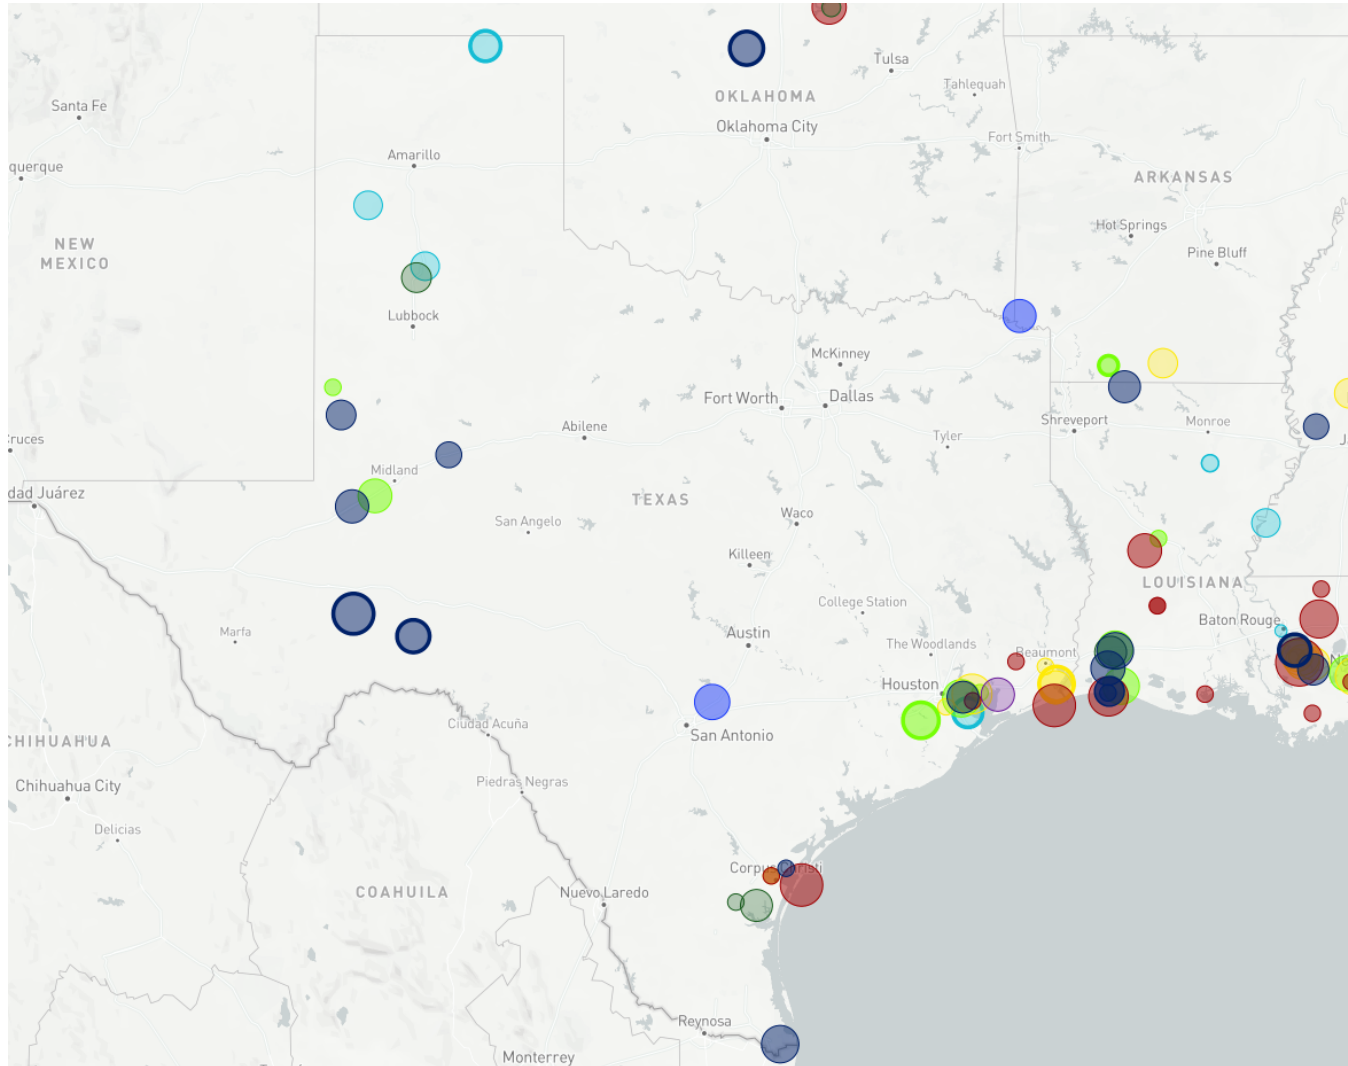 Tulsa
Santa Fe
OKLAHOMA
Tahlequah
Oklahoma City
Fort Smith
Amarillo
querque
ARKANSAS
Hot Springs
NEW
MEXICO
Pine Bluff
Lubbock
McKinney
Fort Worth
Dallas
Abilene
Shreveport
Monroe
Cruces
Tyler
J
Midland
dad Juárez
TEXAS
San Angelo
Waco
Killeen
LOUISIANA
College Station
Marfa
Austin
Baton Rouge
The Woodlands
Beaumont
N
Houston
Ciudad Acuña
San Antonio
CHIHUAHUA
Piedras Negras
Chihuahua City
Delicias
Corpus Christi
COAHUILA
Nuevo Laredo
Reynosa
Monterrey